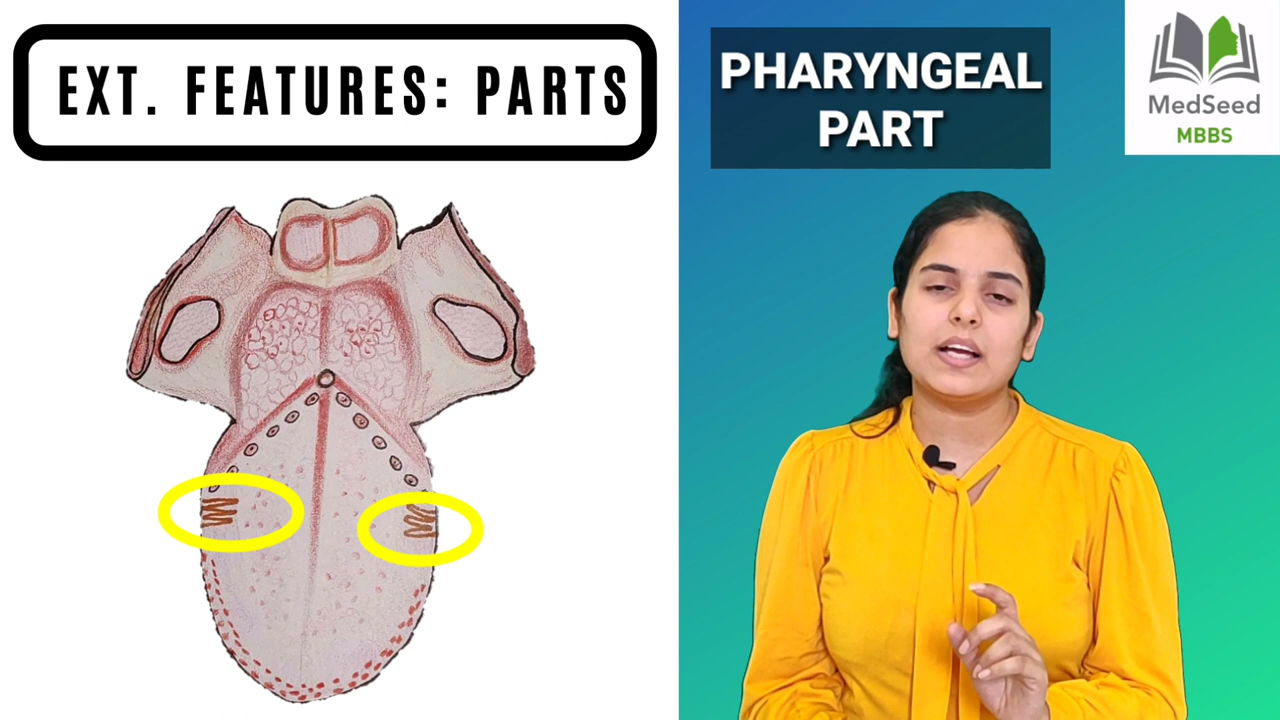 EXT. FEATURES: PARTS
PHARYNGEAL
PART
MedSeed
MBBS